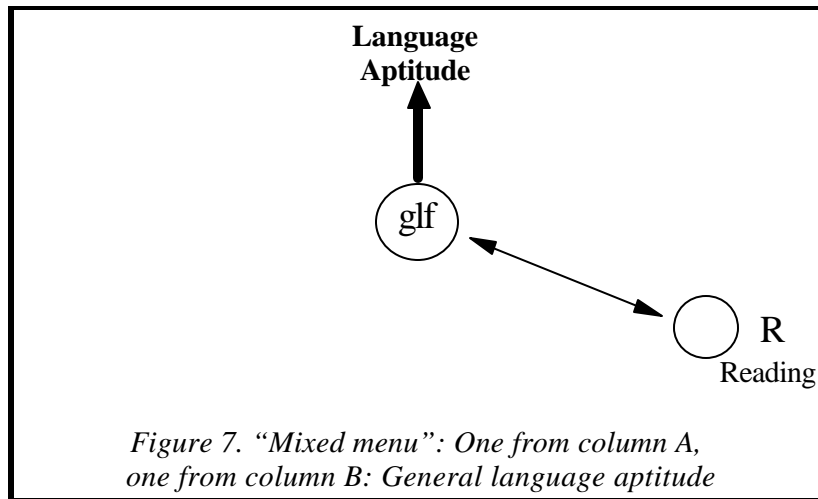 Language
Aptitude
glf
R
Reading
Figure 7. “Mixed menu”: One from column A,
one from column B: General language aptitude